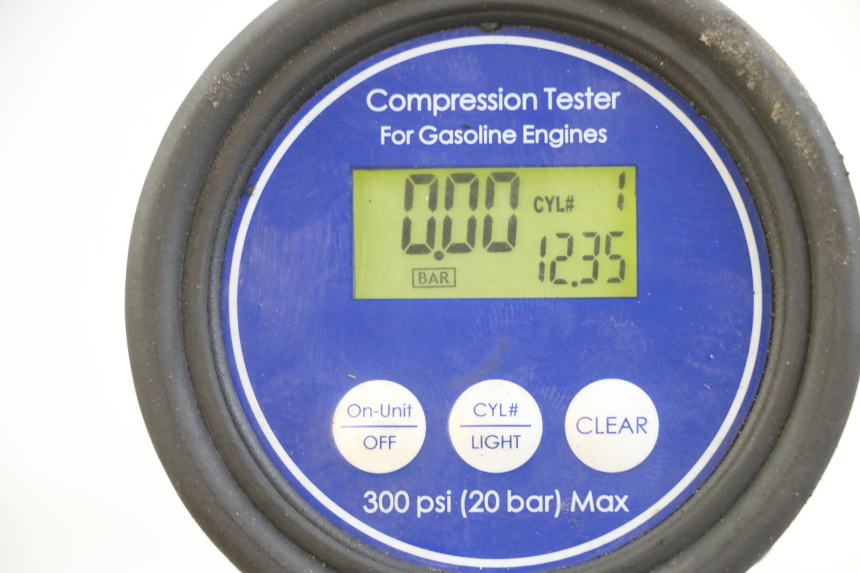 Compression Tester
For Gasoline Engines
0.00 CYL# 1
BAR 12.35
On-Unit
OFF
CYL#
LIGHT
CLEAR
300 psi (20 bar) Max